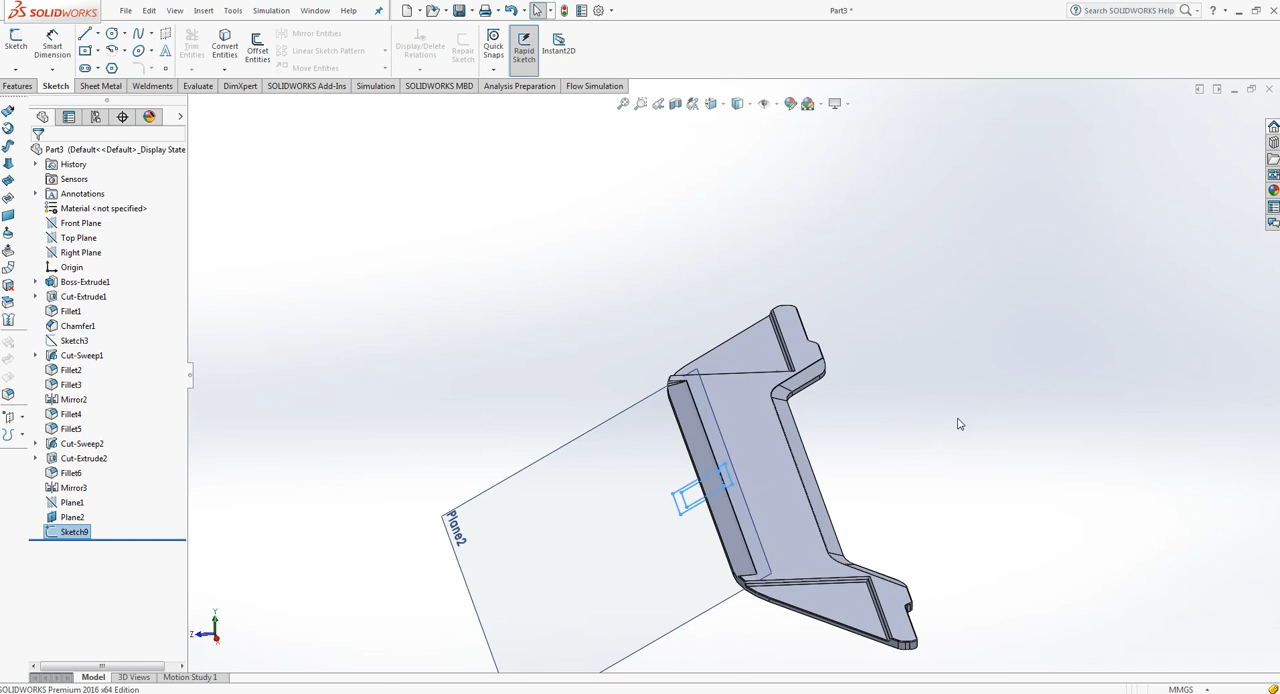 SOLIDWORKS File Edit View Insert Tools Simulation Window Help Part3 * Search SOLIDWORKS Help
Sketch Smart Dimension Trim Entities Convert Entities Offset Entities Mirror Entities Linear Sketch Pattern Move Entities Display/Delete Relations Repair Sketch Quick Snaps Rapid Sketch Instant2D
Features Sketch Sheet Metal Weldments Evaluate DimXpert SOLIDWORKS Add-Ins Simulation SOLIDWORKS MBD Analysis Preparation Flow Simulation
Part3 (Default<<Default>_Display State
History
Sensors
Annotations
Material <not specified>
Front Plane
Top Plane
Right Plane
Origin
Boss-Extrude1
Cut-Extrude1
Fillet1
Chamfer1
Sketch3
Cut-Sweep1
Fillet2
Fillet3
Mirror2
Fillet4
Fillet5
Cut-Sweep2
Cut-Extrude2
Fillet6
Mirror3
Plane1
Plane2
Sketch9
Plane2
Y
Z
X
Model 3D Views Motion Study 1
SOLIDWORKS Premium 2016 x64 Edition MMGS